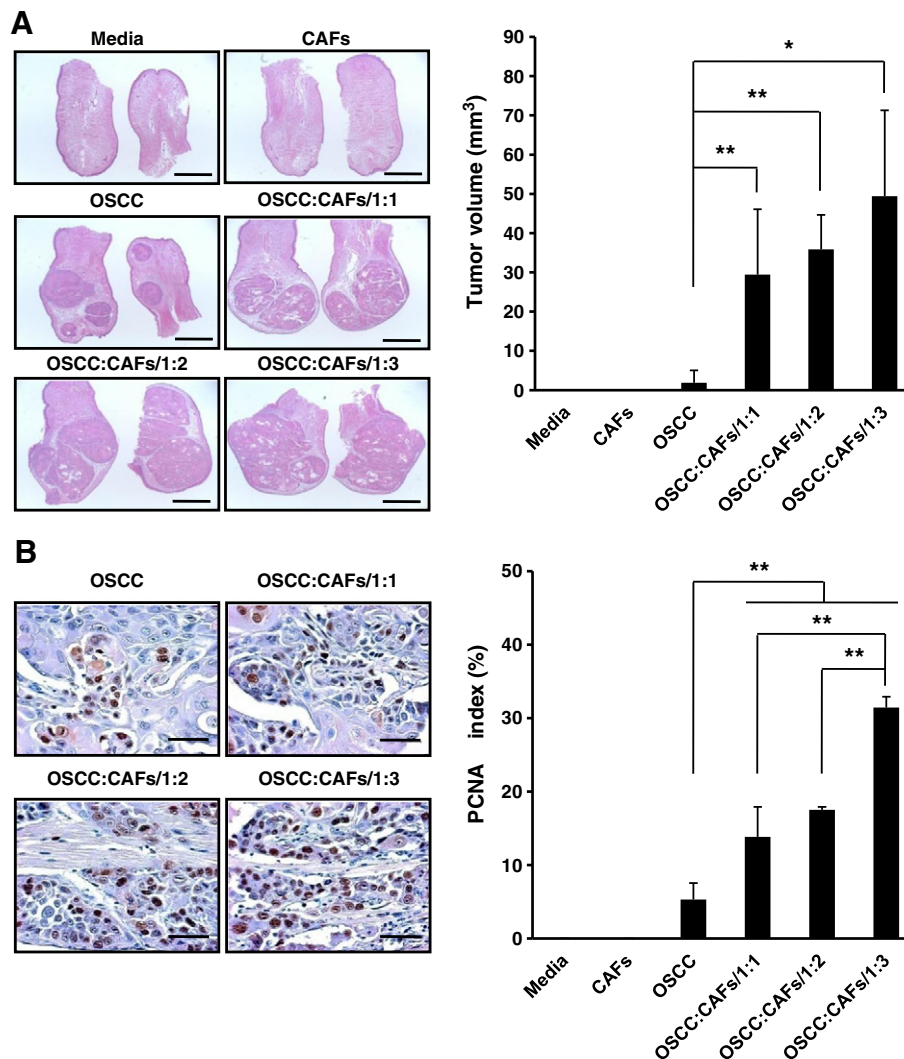 A
Media
CAFs
OSCC
OSCC:CAFs/1:1
OSCC:CAFs/1:2
OSCC:CAFs/1:3
Tumor volume (mm³)
90
80
70
60
50
40
30
20
10
0
*
**
**
Media
CAFs
OSCC
OSCC:CAFs/1:1
OSCC:CAFs/1:2
OSCC:CAFs/1:3
B
OSCC
OSCC:CAFs/1:1
OSCC:CAFs/1:2
OSCC:CAFs/1:3
PCNA index (%)
50
40
30
20
10
0
**
**
**
Media
CAFs
OSCC
OSCC:CAFs/1:1
OSCC:CAFs/1:2
OSCC:CAFs/1:3